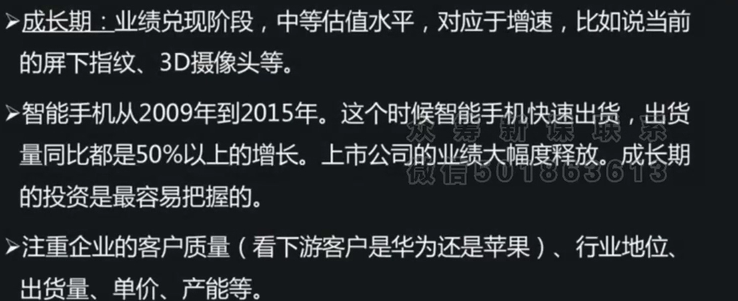 ➢成长期：业绩兑现阶段，中等估值水平，对应于增速，比如说当前
的屏下指纹、3D摄像头等。
➢智能手机从2009年到2015年。这个时候智能手机快速出货，出货
量同比都是50%以上的增长。上市公司的业绩大幅度释放。成长期
的投资是最容易把握的。
众筹新课联系
微信501863613
➢注重企业的客户质量（看下游客户是华为还是苹果）、行业地位、
出货量、单价、产能等。